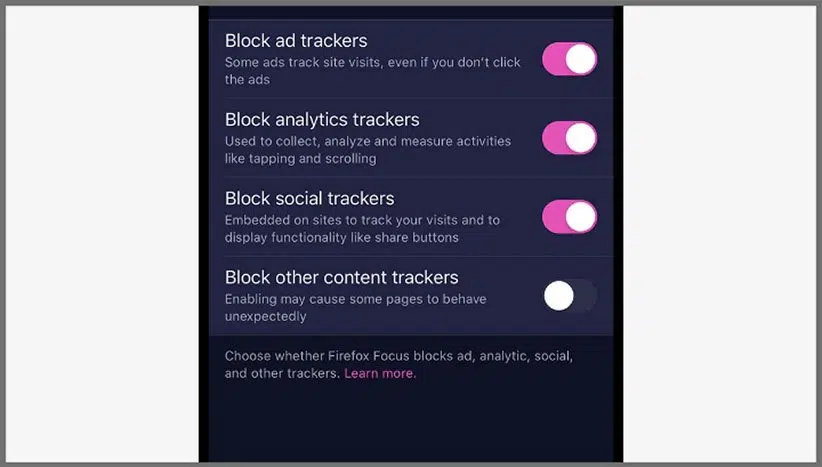 Block ad trackers
Some ads track site visits, even if you don't click
the ads
Block analytics trackers
Used to collect, analyze and measure activities
like tapping and scrolling
Block social trackers
Embedded on sites to track your visits and to
display functionality like share buttons
Block other content trackers
Enabling may cause some pages to behave
unexpectedly
Choose whether Firefox Focus blocks ad, analytic, social,
and other trackers. Learn more.